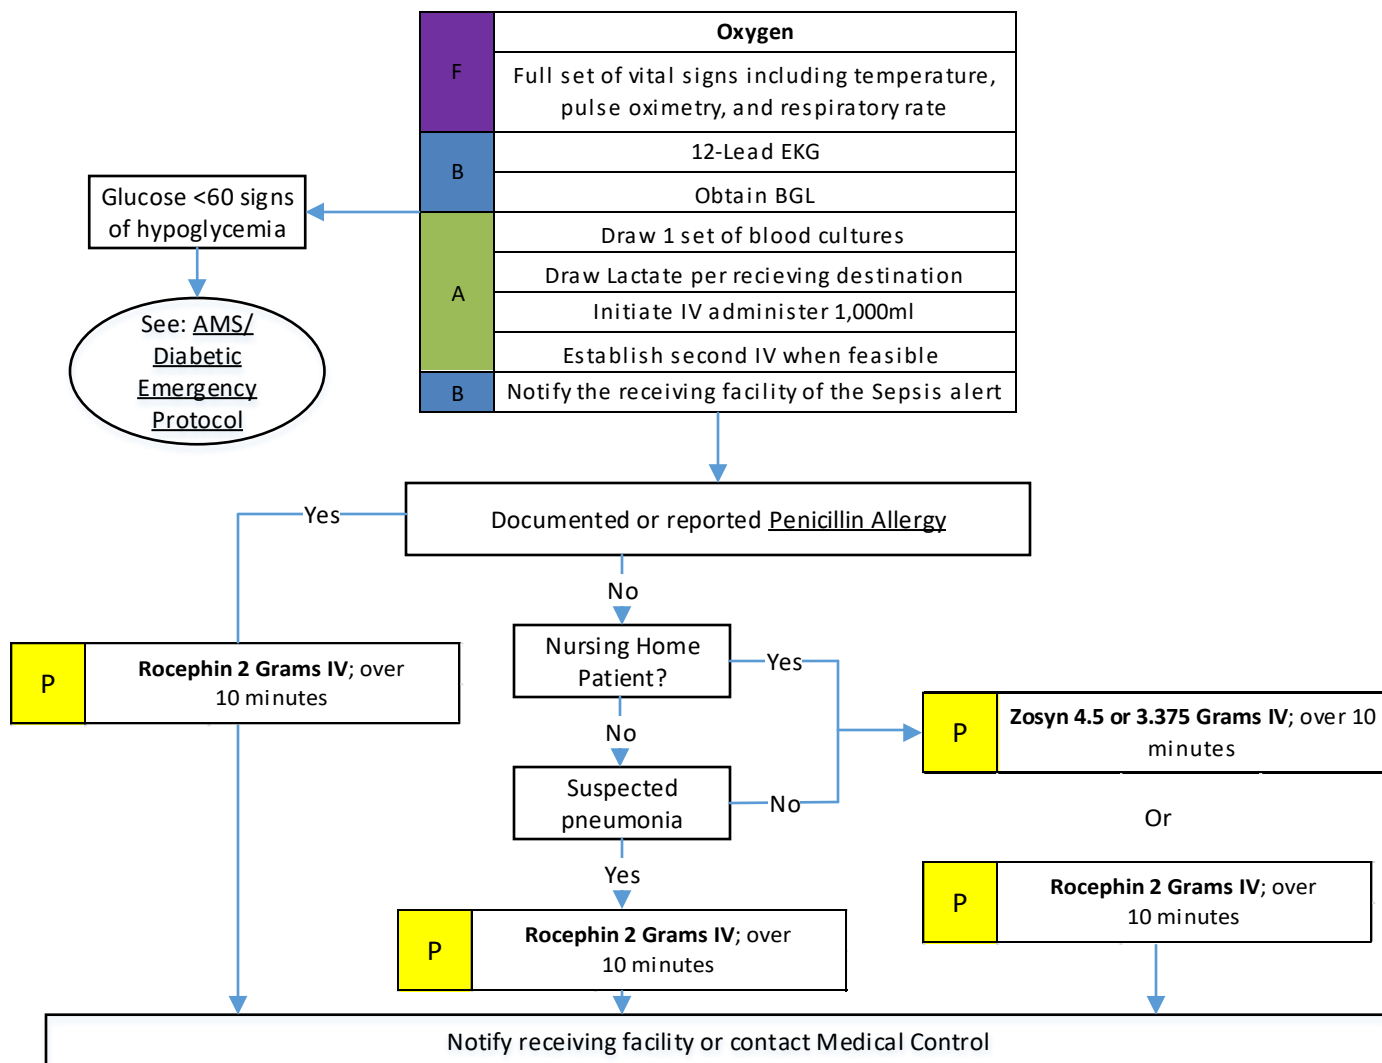 F
Oxygen
Full set of vital signs including temperature,
pulse oximetry, and respiratory rate
B
12-Lead EKG
Obtain BGL
Glucose <60 signs
of hypoglycemia
See: AMS/
Diabetic
Emergency
Protocol
A
Draw 1 set of blood cultures
Draw Lactate per recieving destination
Initiate IV administer 1,000ml
Establish second IV when feasible
B
Notify the receiving facility of the Sepsis alert
Documented or reported Penicillin Allergy
Yes
No
P
Rocephin 2 Grams IV; over
10 minutes
Nursing Home
Patient?
Yes
No
Suspected
pneumonia
No
Yes
P
Zosyn 4.5 or 3.375 Grams IV; over 10
minutes
Or
P
Rocephin 2 Grams IV; over
10 minutes
P
Rocephin 2 Grams IV; over
10 minutes
Notify receiving facility or contact Medical Control